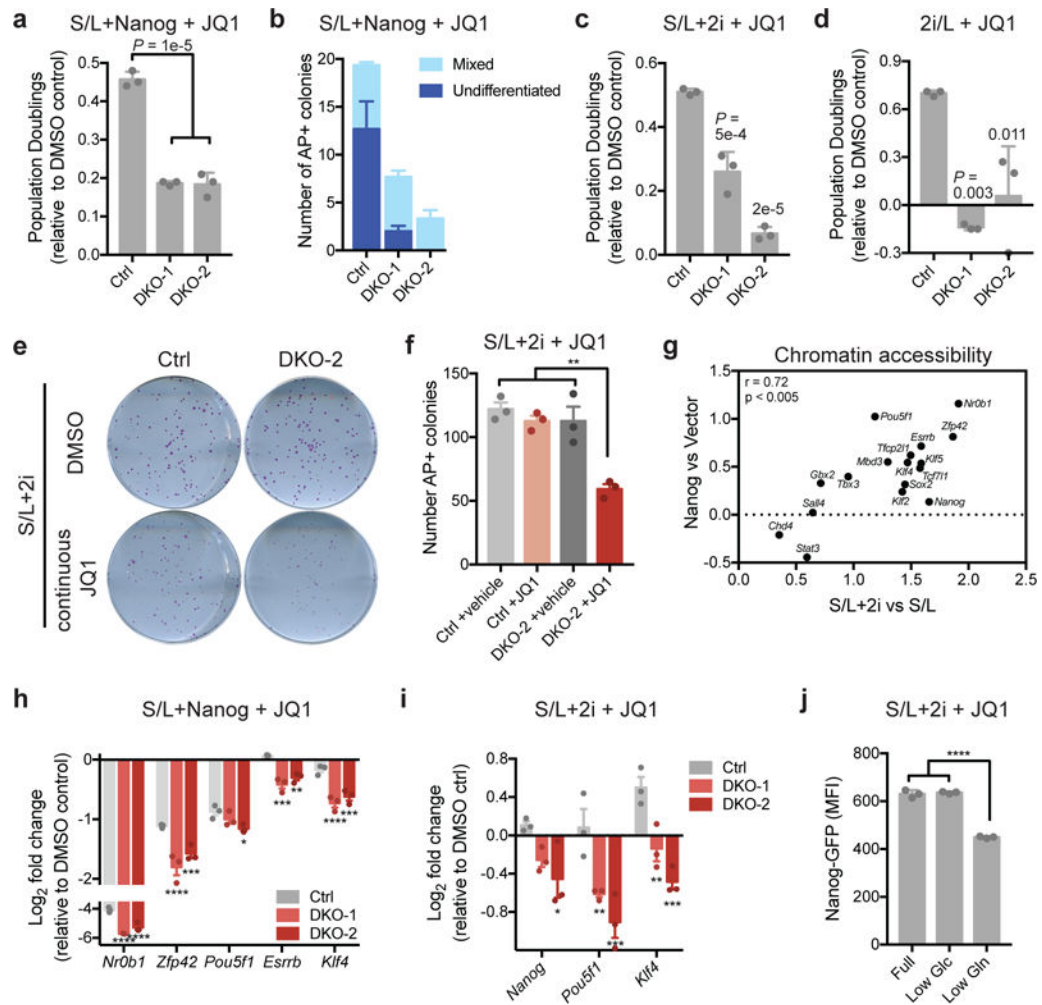 a
S/L+Nanog + JQ1
P = 1e-5
Population Doublings
(relative to DMSO control)
0.5
0.4
0.3
0.2
0.1
0.0
Ctrl
DKO-1
DKO-2
b
S/L+Nanog + JQ1
Mixed
Undifferentiated
Number of AP+ colonies
20
15
10
5
0
Ctrl
DKO-1
DKO-2
c
S/L+2i + JQ1
Population Doublings
(relative to DMSO control)
0.6
0.4
0.2
0.0
P =
5e-4
2e-5
Ctrl
DKO-1
DKO-2
d
2i/L + JQ1
Population Doublings
(relative to DMSO control)
0.9
0.6
0.3
0.0
-0.3
P =
0.003
0.011
Ctrl
DKO-1
DKO-2
e
Ctrl
DKO-2
S/L+2i
DMSO
continuous
JQ1
f
S/L+2i + JQ1
**
Number AP+ colonies
150
100
50
0
Ctrl +vehicle
Ctrl +JQ1
DKO-2 +vehicle
DKO-2 +JQ1
g
Chromatin accessibility
r = 0.72
p < 0.005
Nanog vs Vector
1.5
1.0
0.5
0.0
-0.5
Nr0b1
Pou5f1
Zfp42
Esrrb
Tfcp2l1
Mbd3
Klf5
Klf4
Tcf7l1
Gbx2
Tbx3
Sox2
Klf2
Nanog
Sall4
Chd4
Stat3
0.0
0.5
1.0
1.5
2.0
2.5
S/L+2i vs S/L
h
S/L+Nanog + JQ1
Log2 fold change
(relative to DMSO control)
0
-1
-2
-4
-6
****
****
****
***
*
***
**
****
***
Ctrl
DKO-1
DKO-2
Nr0b1
Zfp42
Pou5f1
Esrrb
Klf4
i
S/L+2i + JQ1
Log2 fold change
(relative to DMSO ctrl)
0.8
0.4
0.0
-0.4
-0.8
Ctrl
DKO-1
DKO-2
*
**
***
**
***
Nanog
Pou5f1
Klf4
j
S/L+2i + JQ1
****
Nanog-GFP (MFI)
800
600
400
200
0
Full
Low Glc
Low Gln